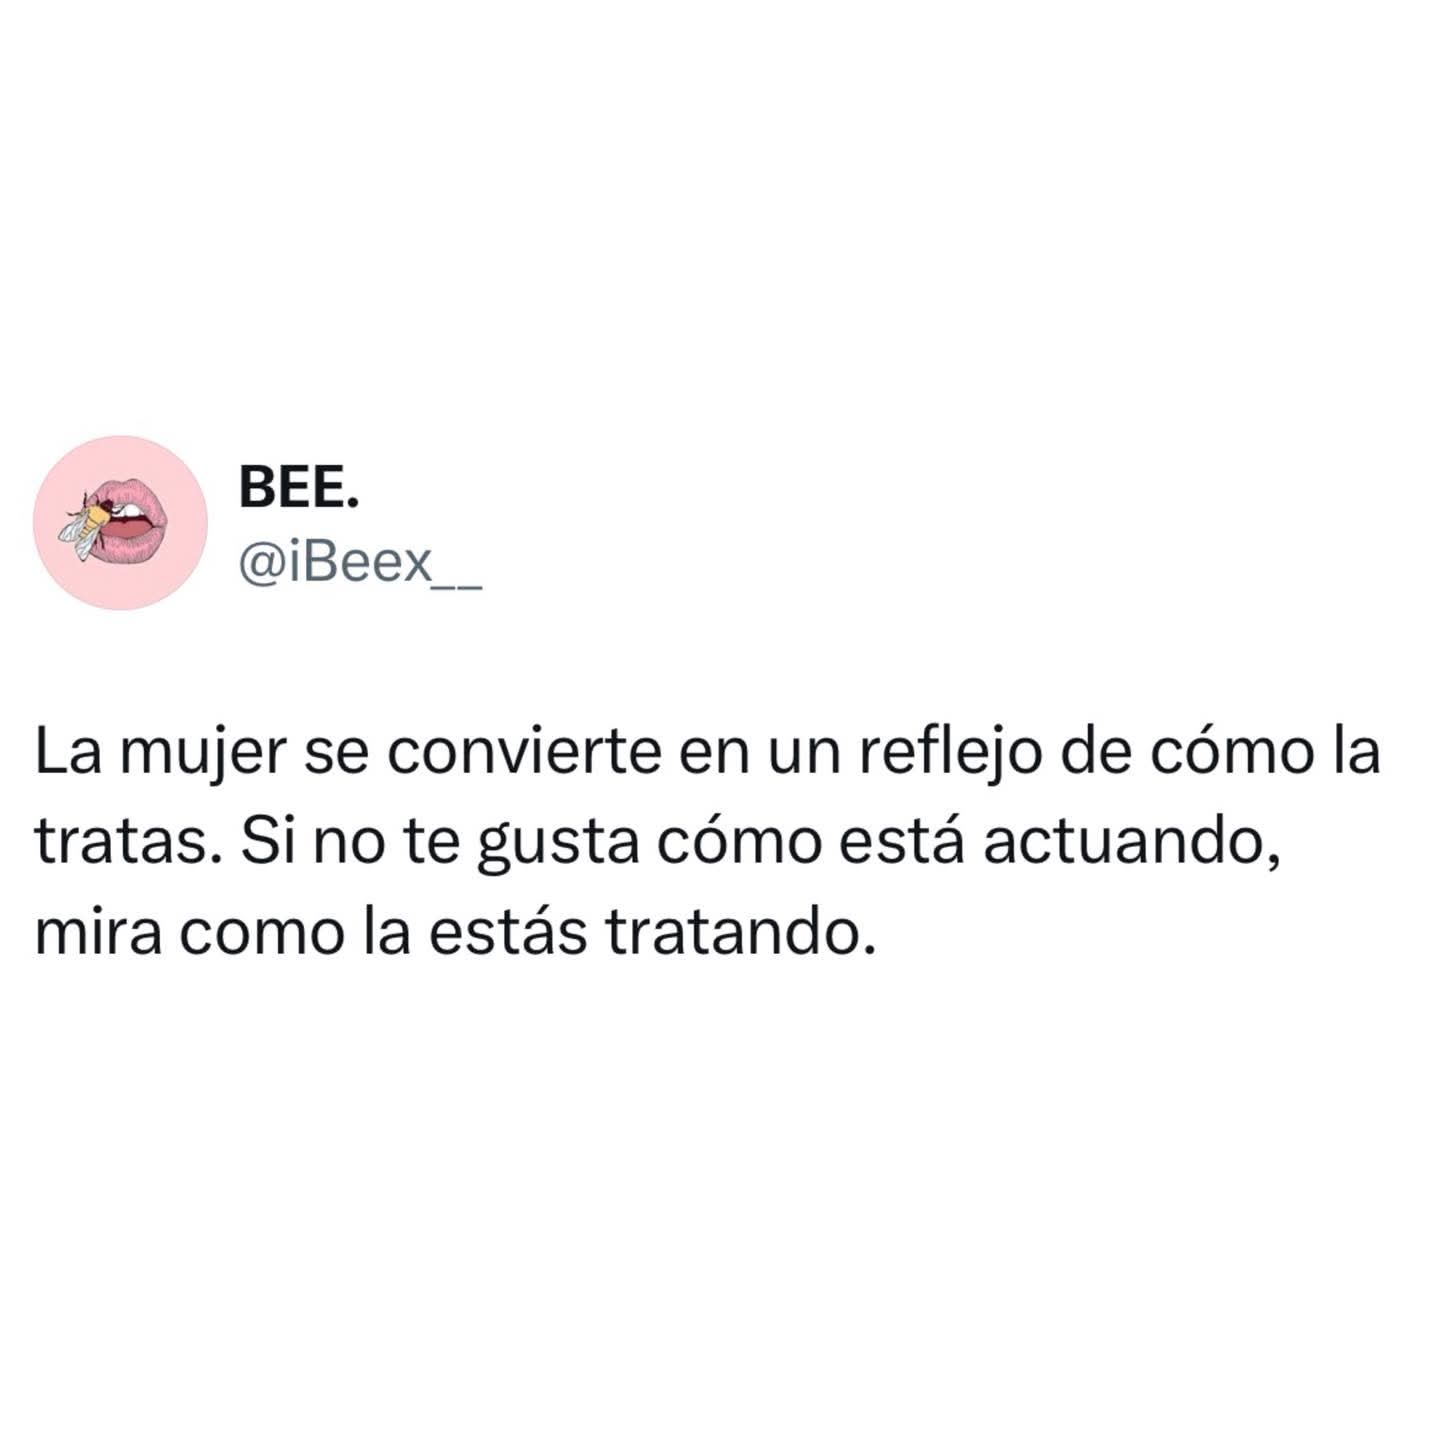 BEE.
@iBeex__
La mujer se convierte en un reflejo de cómo la
tratas. Si no te gusta cómo está actuando,
mira como la estás tratando.